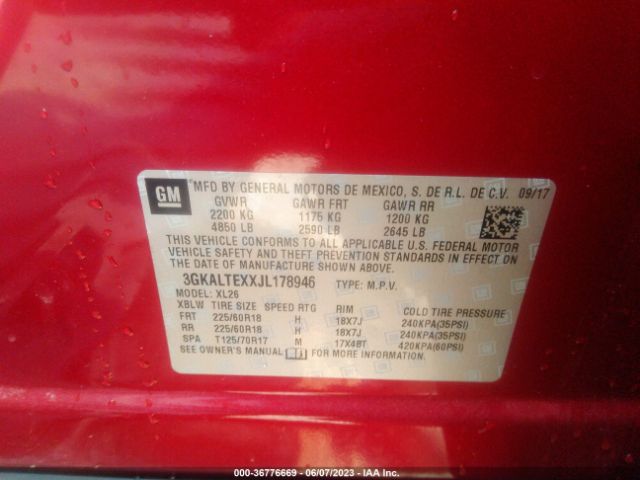 GM
MFD BY GENERAL MOTORS DE MEXICO, S. DE R.L. DE C.V. 09/17
GVWR GAWR FRT GAWR RR
2200 KG 1175 KG 1200 KG
4850 LB 2590 LB 2645 LB
THIS VEHICLE CONFORMS TO ALL APPLICABLE U.S. FEDERAL MOTOR
VEHICLE SAFETY AND THEFT PREVENTION STANDARDS IN EFFECT ON
THE DATE OF MANUFACTURE SHOWN ABOVE.
3GKALTEXXJL178946 TYPE: M.P.V.
MODEL: XL26
XBLW TIRE SIZE SPEED RTG RIM COLD TIRE PRESSURE
FRT 225/60R18 H 18X7J 240KPA(35PSI)
RR 225/60R18 H 18X7J 240KPA(35PSI)
SPA T125/70R17 M 17X4BT 420KPA(60PSI)
SEE OWNER'S MANUAL FOR MORE INFORMATION.
000-36776669 - 06/07/2023 - IAA Inc.